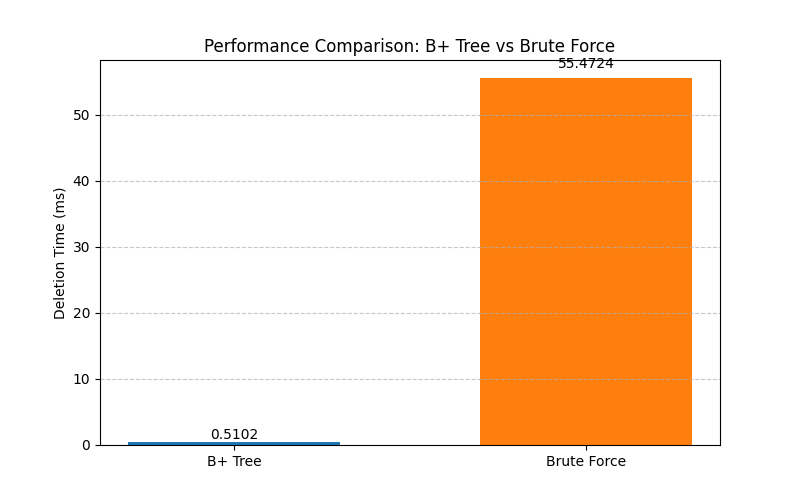 Performance Comparison: B+ Tree vs Brute Force
55.4724
50
40
30
20
10
0
Deletion Time (ms)
0.5102
B+ Tree
Brute Force